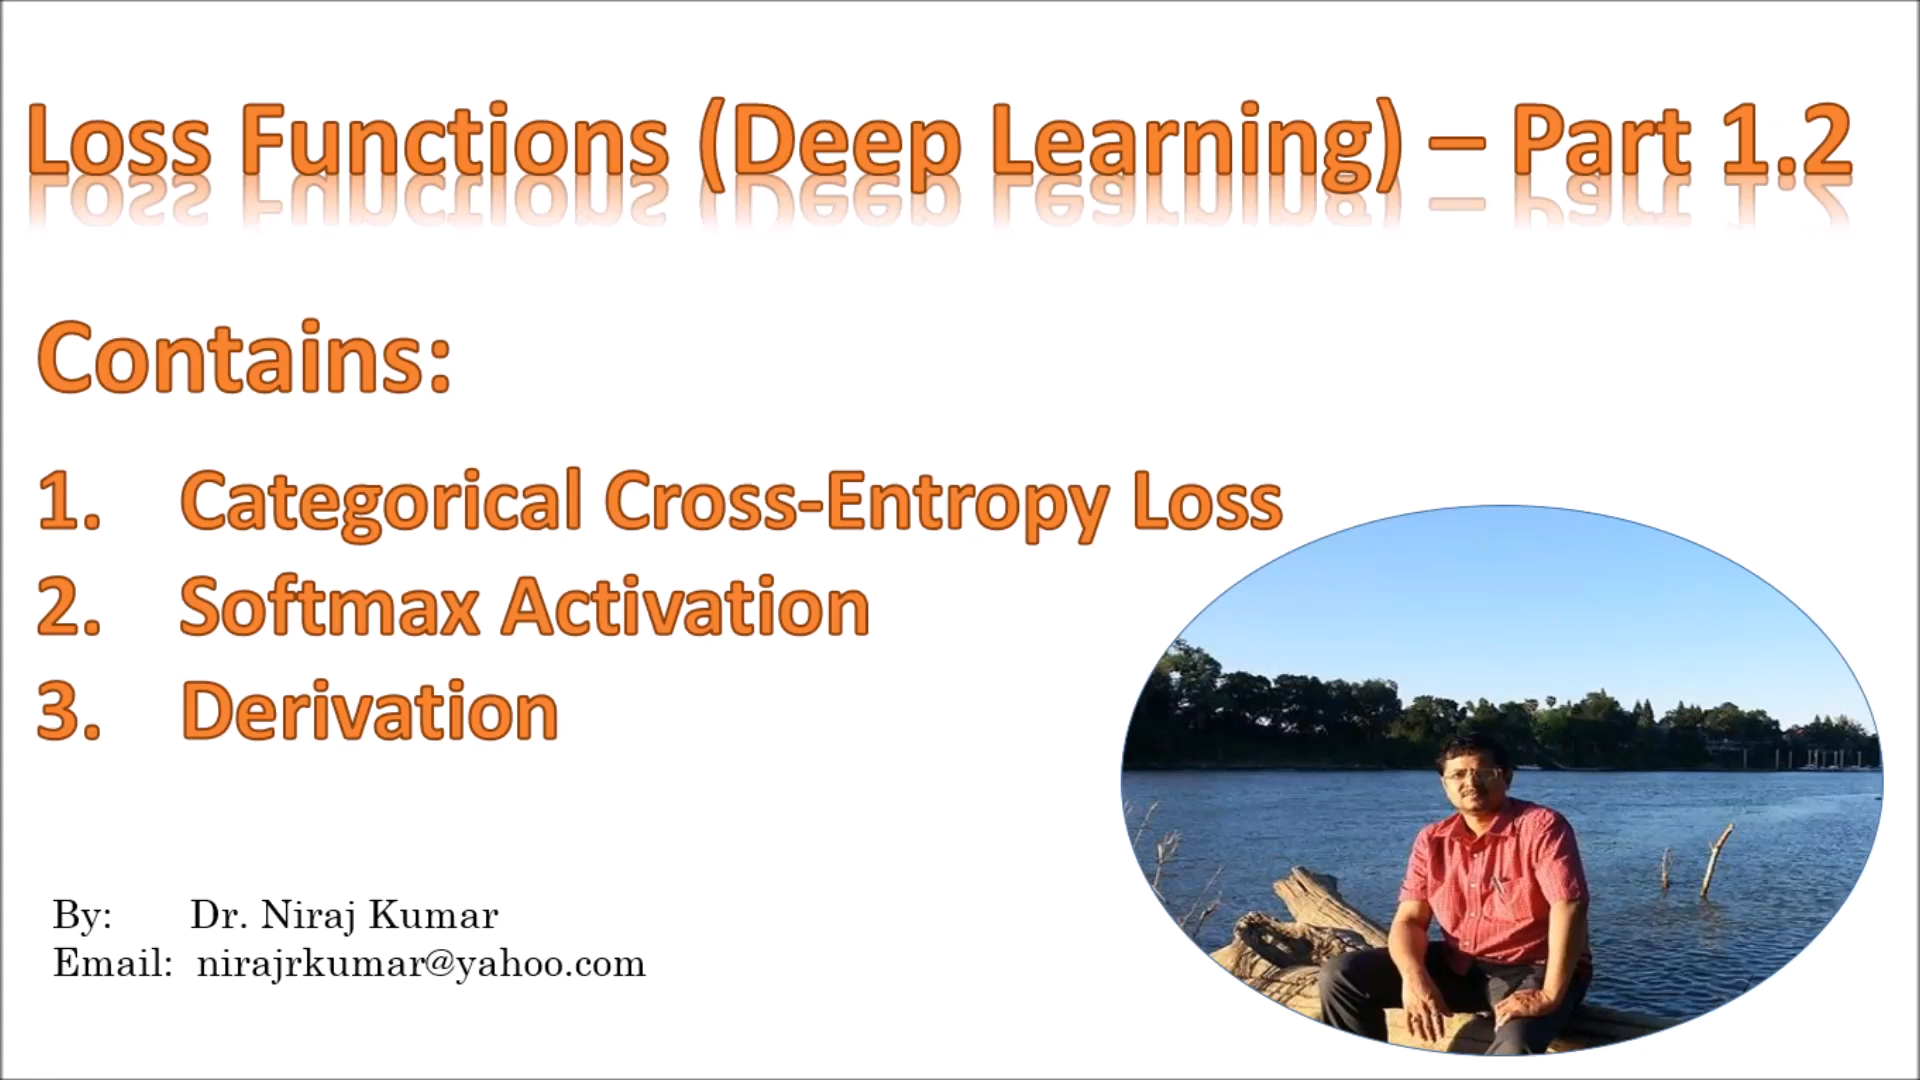 Loss Functions (Deep Learning) – Part 1.2
Contains:
1. Categorical Cross-Entropy Loss
2. Softmax Activation
3. Derivation
By: Dr. Niraj Kumar
Email: nirajrkumar@yahoo.com